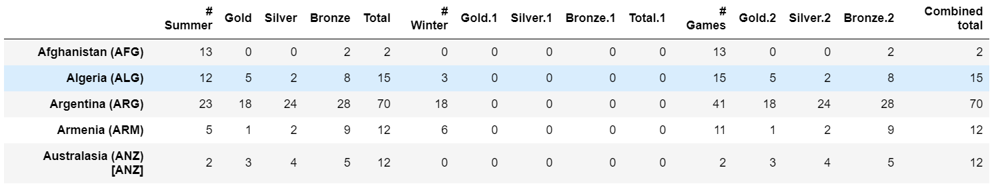 # Summer Gold Silver Bronze Total # Winter Gold.1 Silver.1 Bronze.1 Total.1 # Games Gold.2 Silver.2 Bronze.2 Combined total
Afghanistan (AFG) 13 0 0 2 2 0 0 0 0 0 13 0 0 2 2
Algeria (ALG) 12 5 2 8 15 3 0 0 0 0 15 5 2 8 15
Argentina (ARG) 23 18 24 28 70 18 0 0 0 0 41 18 24 28 70
Armenia (ARM) 5 1 2 9 12 6 0 0 0 0 11 1 2 9 12
Australasia (ANZ) [ANZ] 2 3 4 5 12 0 0 0 0 0 2 3 4 5 12